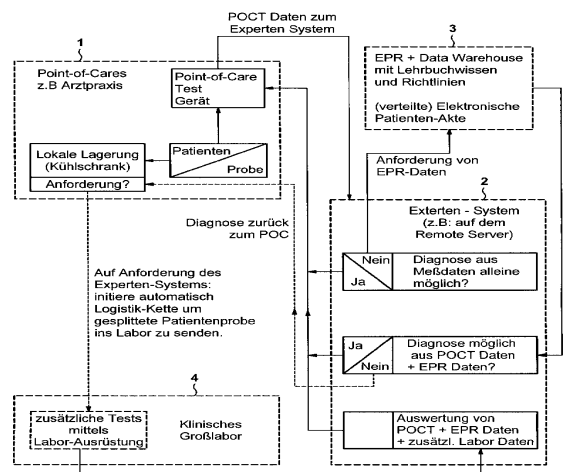 POCT Daten zum
Experten System
1
Point-of-Cares
z.B Arztpraxis
Point-of-Care
Test
Gerät
Lokale Lagerung
(Kühlschrank)
Anforderung?
Patienten
Probe
3
EPR + Data Warehouse
mit Lehrbuchwissen
und Richtlinien
(verteilte) Elektronische
Patienten-Akte
Anforderung von
EPR-Daten
2
Diagnose zurück
zum POC
Exterten - System
(z.B: auf dem
Remote Server)
Nein
Ja
Diagnose aus
Meßdaten alleine
möglich?
Auf Anforderung des
Experten-Systems:
initiere automatisch
Logistik-Kette um
gesplittete Patientenprobe
ins Labor zu senden.
Ja
Nein
Diagnose möglich
aus POCT Daten
+ EPR Daten?
4
zusätzliche Tests
mittels
Labor-Ausrüstung
Klinisches
Großlabor
Auswertung von
POCT + EPR Daten
+ zusätzl. Labor Daten